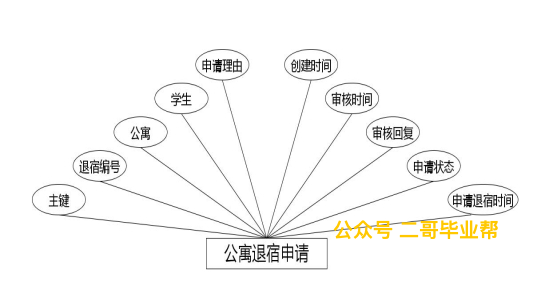 申请理由
创建时间
学生
审核时间
公寓
审核回复
退宿编号
申请状态
主键
申请退宿时间
公众号 二哥毕业帮
公寓退宿申请